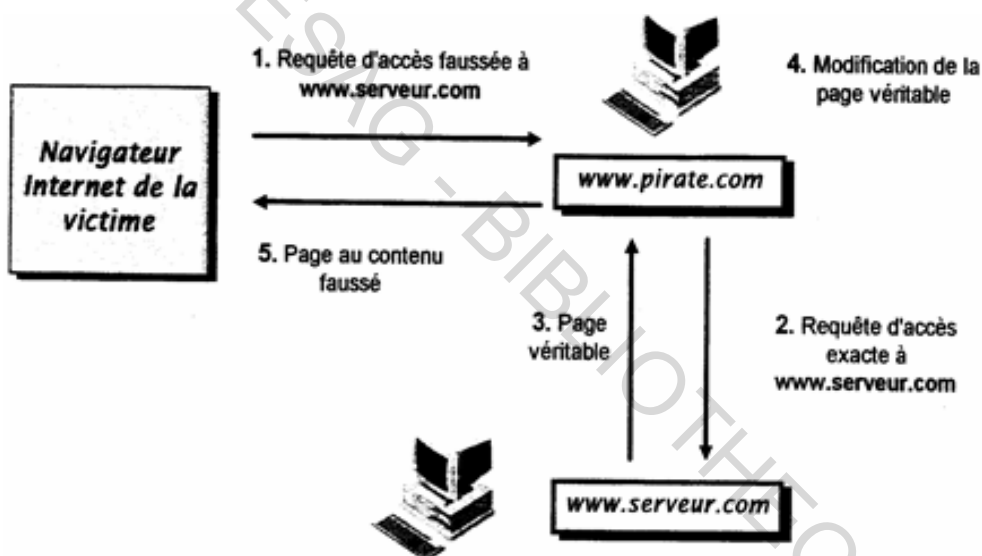 1. Requête d'accès faussée à
www.serveur.com
4. Modification de la
page véritable
Navigateur
Internet de la
victime
www.pirate.com
5. Page au contenu
faussé
3. Page
véritable
2. Requête d'accès
exacte à
www.serveur.com
www.serveur.com
ESAG - BIBLIOTHEQ